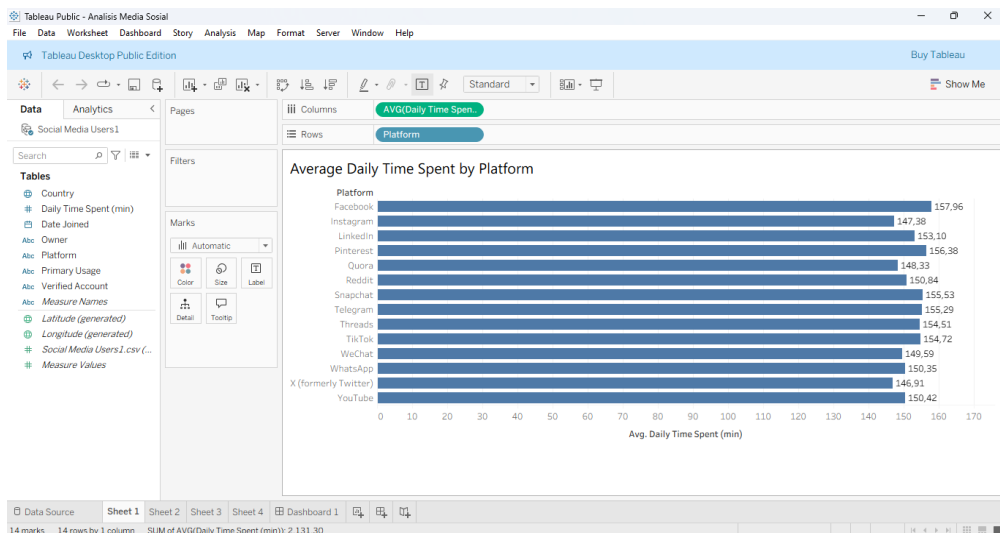 Tableau Public - Analisis Media Sosial
File Data Worksheet Dashboard Story Analysis Map Format Server Window Help
Tableau Desktop Public Edition
Buy Tableau
Standard
Show Me
Data Analytics
Social Media Users1
Search
Tables
Country
# Daily Time Spent (min)
Date Joined
Abc Owner
Abc Platform
Abc Primary Usage
Abc Verified Account
Abc Measure Names
Latitude (generated)
Longitude (generated)
# Social Media Users1.csv (...
# Measure Values
Pages
Filters
Marks
Automatic
Color Size Label
Detail Tooltip
Columns AVG(Daily Time Spen..
Rows Platform
Average Daily Time Spent by Platform
Platform
Facebook 157,96
Instagram 147,38
LinkedIn 153,10
Pinterest 156,38
Quora 148,33
Reddit 150,84
Snapchat 155,53
Telegram 155,29
Threads 154,51
TikTok 154,72
WeChat 149,59
WhatsApp 150,35
X (formerly Twitter) 146,91
YouTube 150,42
0 10 20 30 40 50 60 70 80 90 100 110 120 130 140 150 160 170
Avg. Daily Time Spent (min)
Data Source Sheet 1 Sheet 2 Sheet 3 Sheet 4 Dashboard 1
14 marks 14 rows by 1 column SUM of AVG(Daily Time Spent (min)): 2.131,30